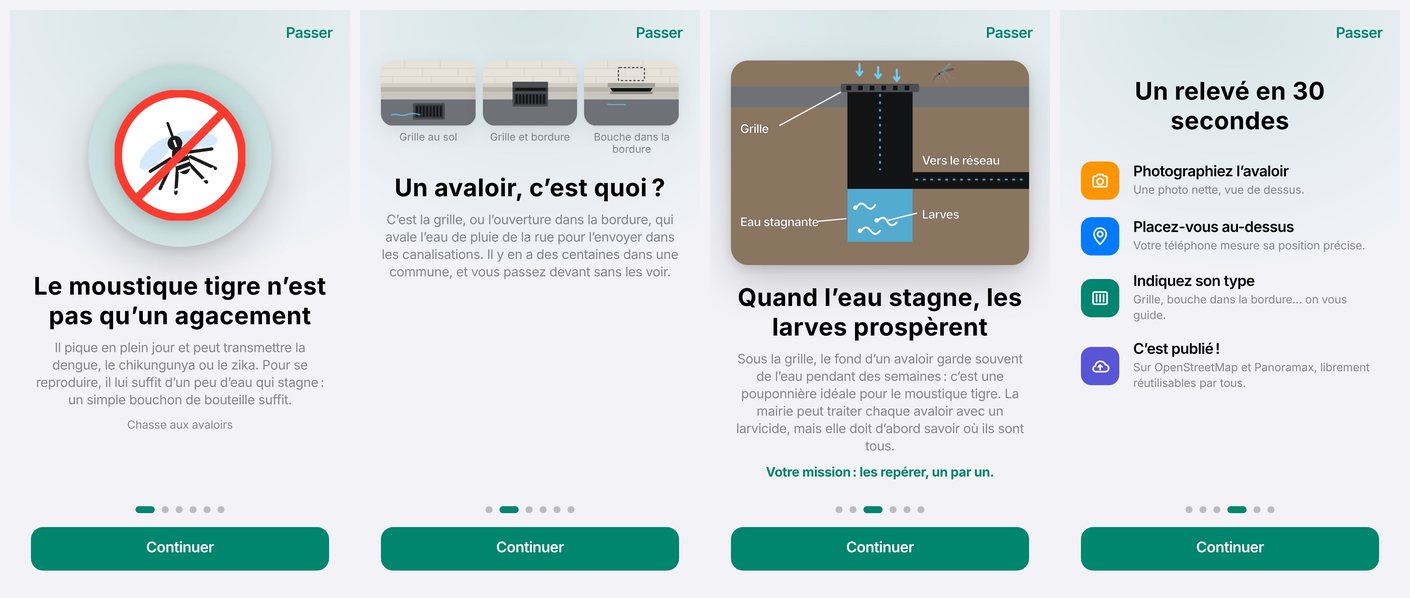 Passer
Le moustique tigre n’est
pas qu’un agacement
Il pique en plein jour et peut transmettre la
dengue, le chikungunya ou le zika. Pour se
reproduire, il lui suffit d’un peu d’eau qui stagne :
un simple bouchon de bouteille suffit.
Chasse aux avaloirs
Continuer
Passer
Grille au sol
Grille et bordure
Bouche dans la
bordure
Un avaloir, c’est quoi ?
C’est la grille, ou l’ouverture dans la bordure, qui
avale l’eau de pluie de la rue pour l’envoyer dans
les canalisations. Il y en a des centaines dans une
commune, et vous passez devant sans les voir.
Continuer
Passer
Grille
Vers le réseau
Eau stagnante
Larves
Quand l’eau stagne, les
larves prospèrent
Sous la grille, le fond d’un avaloir garde souvent
de l’eau pendant des semaines : c’est une
pouponnière idéale pour le moustique tigre. La
mairie peut traiter chaque avaloir avec un
larvicide, mais elle doit d’abord savoir où ils sont
tous.
Votre mission : les repérer, un par un.
Continuer
Passer
Un relevé en 30
secondes
Photographiez l’avaloir
Une photo nette, vue de dessus.
Placez-vous au-dessus
Votre téléphone mesure sa position précise.
Indiquez son type
Grille, bouche dans la bordure… on vous
guide.
C’est publié !
Sur OpenStreetMap et Panoramax, librement
réutilisables par tous.
Continuer